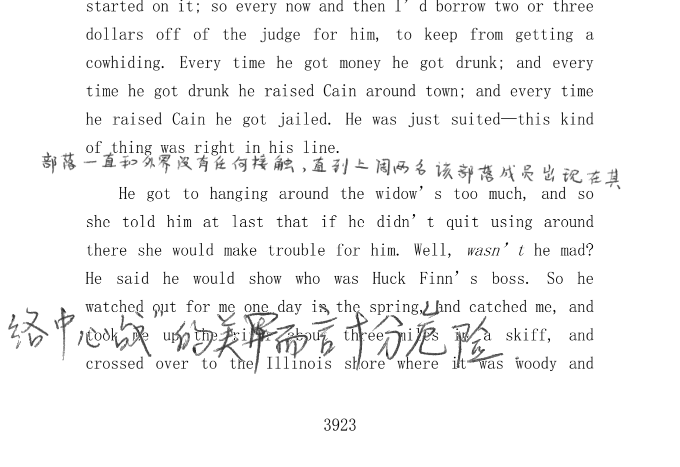 started on it; so every now and then I'd borrow two or three
dollars off of the judge for him, to keep from getting a
cowhiding. Every time he got money he got drunk; and every
time he got drunk he raised Cain around town; and every time
he raised Cain he got jailed. He was just suited—this kind
of thing was right in his line.
部落一直和外界没有任何接触，直到上周两名该部落成员出现在其
He got to hanging around the widow's too much, and so
she told him at last that if he didn't quit using around
there she would make trouble for him. Well, wasn't he mad?
He said he would show who was Huck Finn's boss. So he
watched out for me one day in the spring, and catched me, and
络中心战"的美军而言十分危险
took me up the river about three miles in a skiff, and
crossed over to the Illinois shore where it was woody and
3923